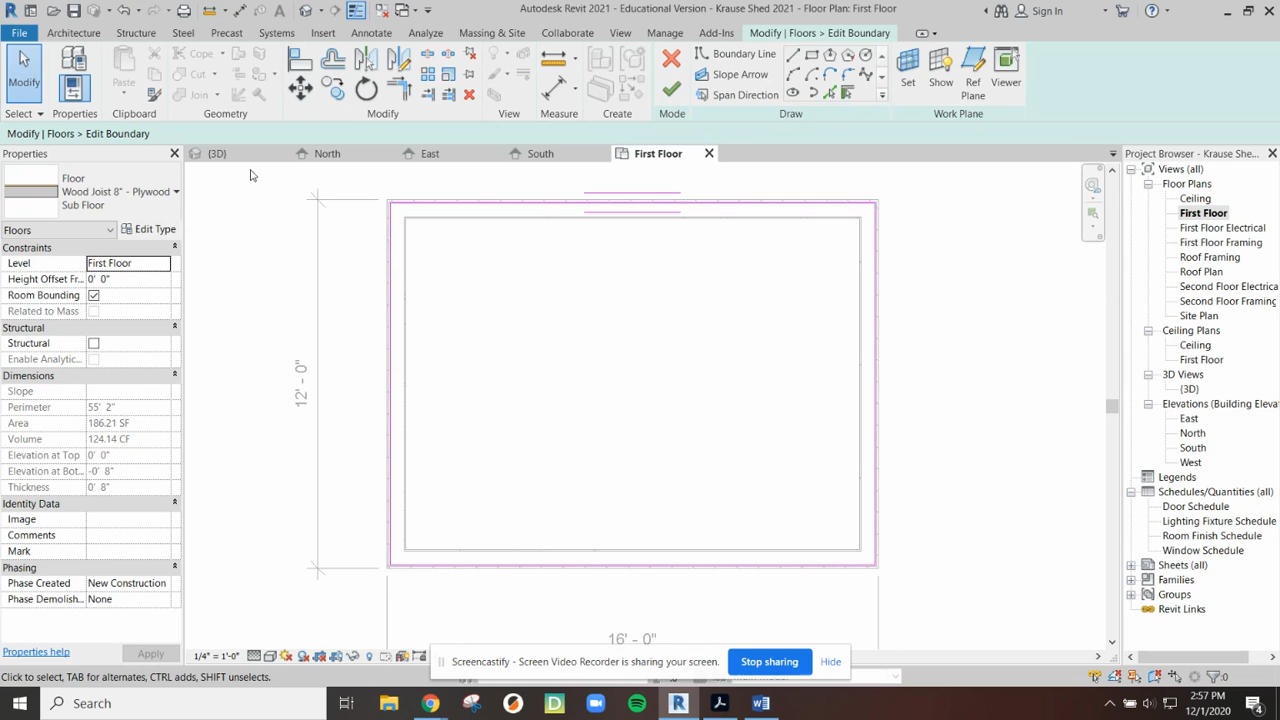 Autodesk Revit 2021 - Educational Version - Krause Shed 2021 - Floor Plan: First Floor
Sign In
File Architecture Structure Steel Precast Systems Insert Annotate Analyze Massing & Site Collaborate View Manage Add-Ins Modify | Floors > Edit Boundary
Modify
Paste
Cope
Cut
Join
Boundary Line
Slope Arrow
Span Direction
Set
Show
Ref
Plane
Viewer
Select Properties Clipboard Geometry Modify View Measure Create Mode Draw Work Plane
Modify | Floors > Edit Boundary
Properties
{3D} North East South First Floor
Project Browser - Krause She...
Floor
Wood Joist 8" - Plywood
Sub Floor
Floors
Edit Type
Constraints
Level First Floor
Height Offset Fr... 0' 0"
Room Bounding
Related to Mass
Structural
Structural
Enable Analytic...
Dimensions
Slope
Perimeter 55' 2"
Area 186.21 SF
Volume 124.14 CF
Elevation at Top 0' 0"
Elevation at Bot... -0' 8"
Thickness 0' 8"
Identity Data
Image
Comments
Mark
Phasing
Phase Created New Construction
Phase Demolish... None
Properties help
Apply
12' - 0"
16' - 0"
Views (all)
Floor Plans
Ceiling
First Floor
First Floor Electrical
First Floor Framing
Roof Framing
Roof Plan
Second Floor Electrica
Second Floor Framing
Site Plan
Ceiling Plans
Ceiling
First Floor
3D Views
{3D}
Elevations (Building Elevat
East
North
South
West
Legends
Schedules/Quantities (all)
Door Schedule
Lighting Fixture Schedule
Room Finish Schedule
Window Schedule
Sheets (all)
Families
Groups
Revit Links
1/4" = 1'-0"
Screencastify - Screen Video Recorder is sharing your screen.
Stop sharing
Hide
Click to select, TAB for alternates, CTRL adds, SHIFT unselects.
:0
Search
2:57 PM
12/1/2020
4